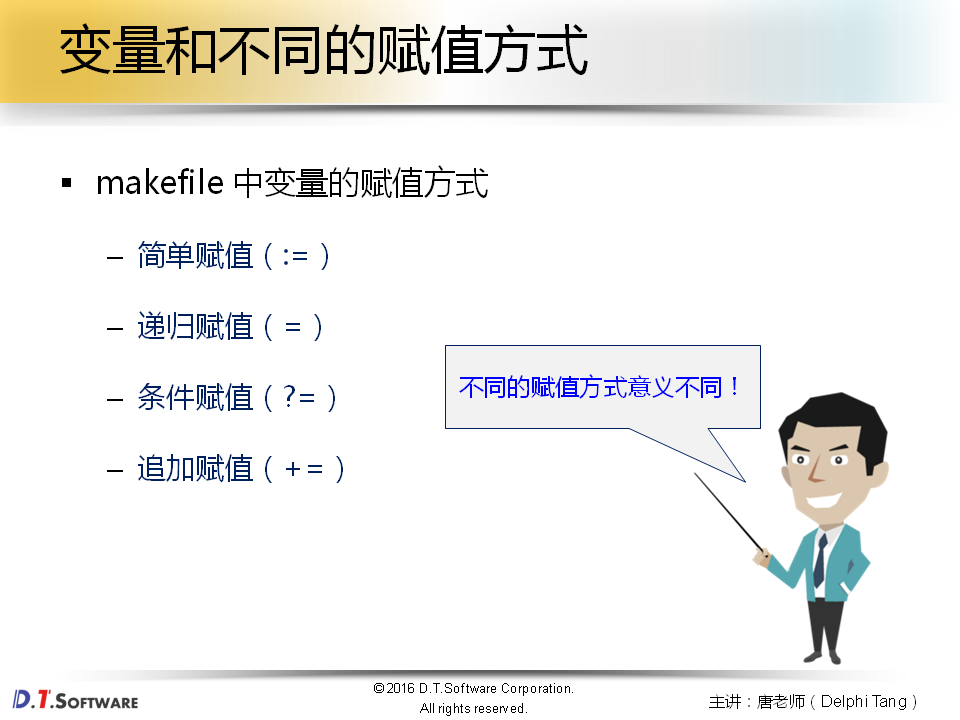 变量和不同的赋值方式
▪ makefile 中变量的赋值方式
– 简单赋值（:= ）
– 递归赋值（ = ）
– 条件赋值（ ?= ）
– 追加赋值（ += ）
不同的赋值方式意义不同！
D.T.SOFTWARE
© 2016 D.T.Software Corporation.
All rights reserved.
主讲：唐老师（Delphi Tang）